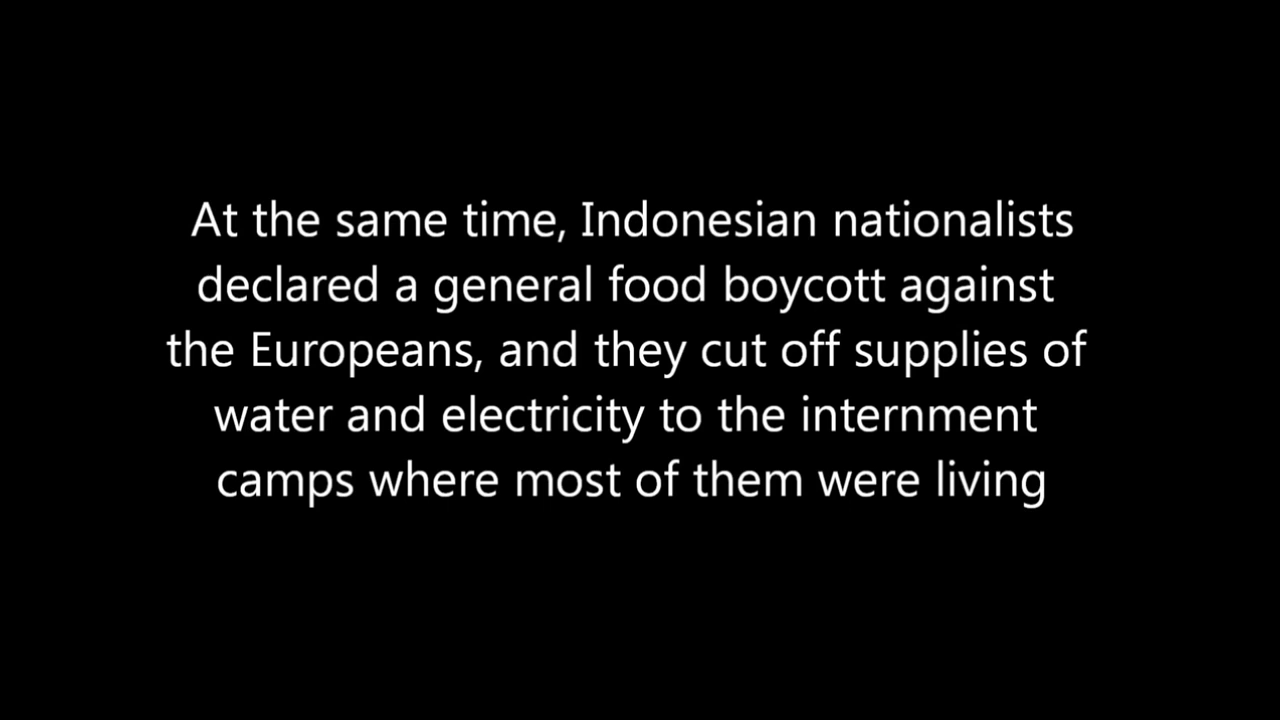 At the same time, Indonesian nationalists
declared a general food boycott against
the Europeans, and they cut off supplies of
water and electricity to the internment
camps where most of them were living